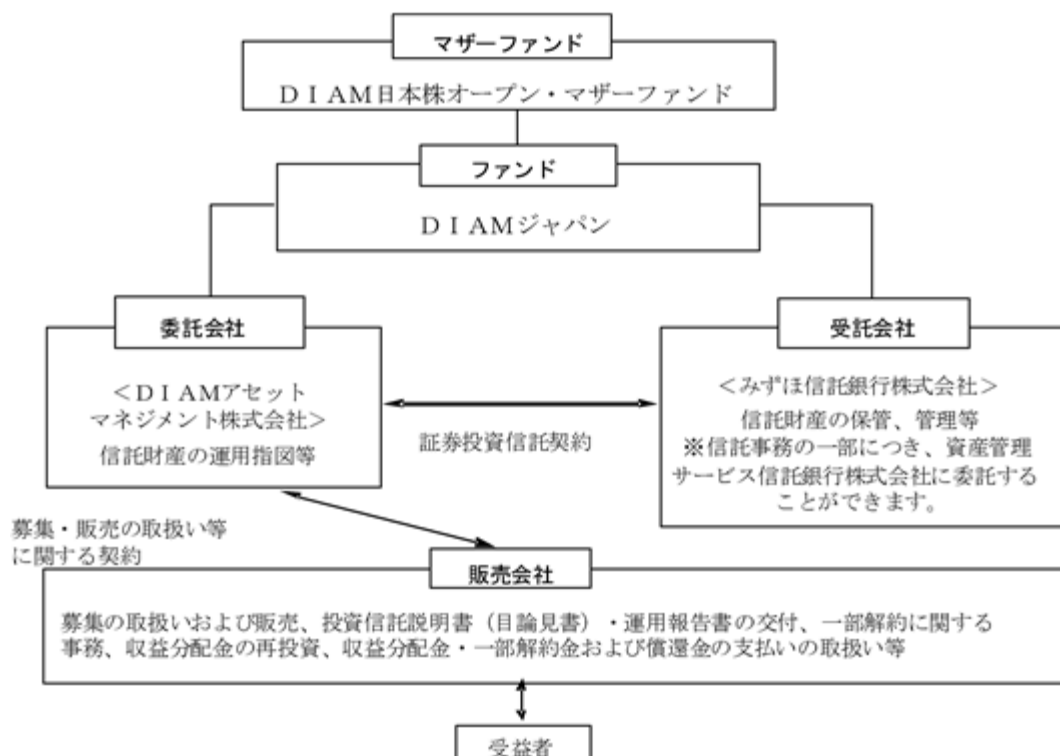 マザーファンド
DIAM日本株オープン・マザーファンド
ファンド
DIAMジャパン
委託会社
<DIAMアセット
マネジメント株式会社>
信託財産の運用指図等
証券投資信託契約
受託会社
<みずほ信託銀行株式会社>
信託財産の保管、管理等
※信託事務の一部につき、資産管理
サービス信託銀行株式会社に委託する
ことができます。
募集・販売の取扱い等
に関する契約
販売会社
募集の取扱いおよび販売、投資信託説明書(目論見書)・運用報告書の交付、一部解約に関する
事務、収益分配金の再投資、収益分配金・一部解約金および償還金の支払いの取扱い等
受益者